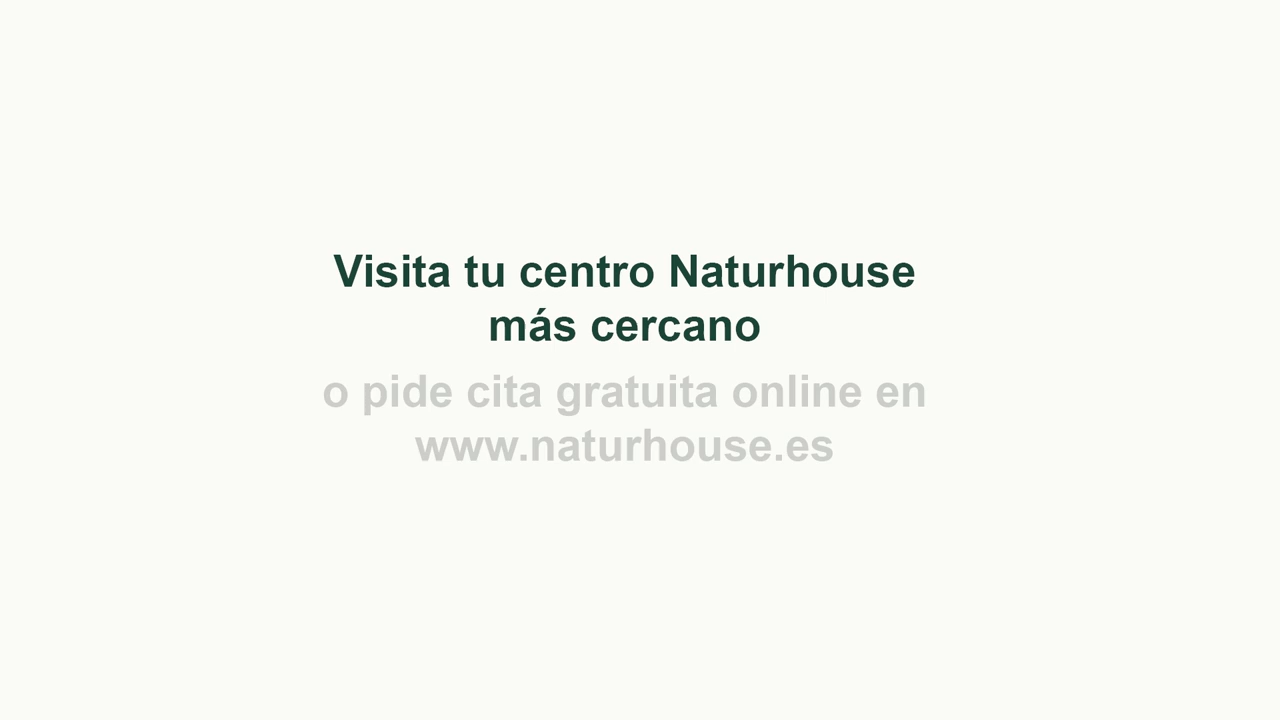 Visita tu centro Naturhouse
más cercano
o pide cita gratuita online en
www.naturhouse.es